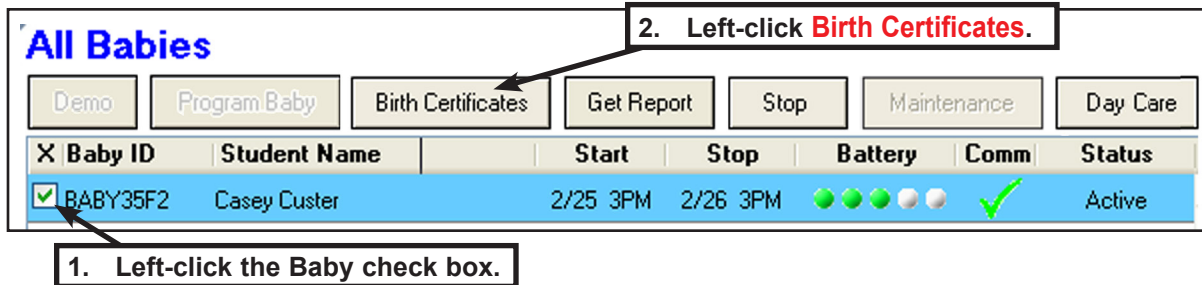 2. Left-click Birth Certificates.
All Babies
Demo Program Baby Birth Certificates Get Report Stop Maintenance Day Care
X Baby ID Student Name Start Stop Battery Comm Status
BABY35F2 Casey Custer 2/25 3PM 2/26 3PM Active
1. Left-click the Baby check box.